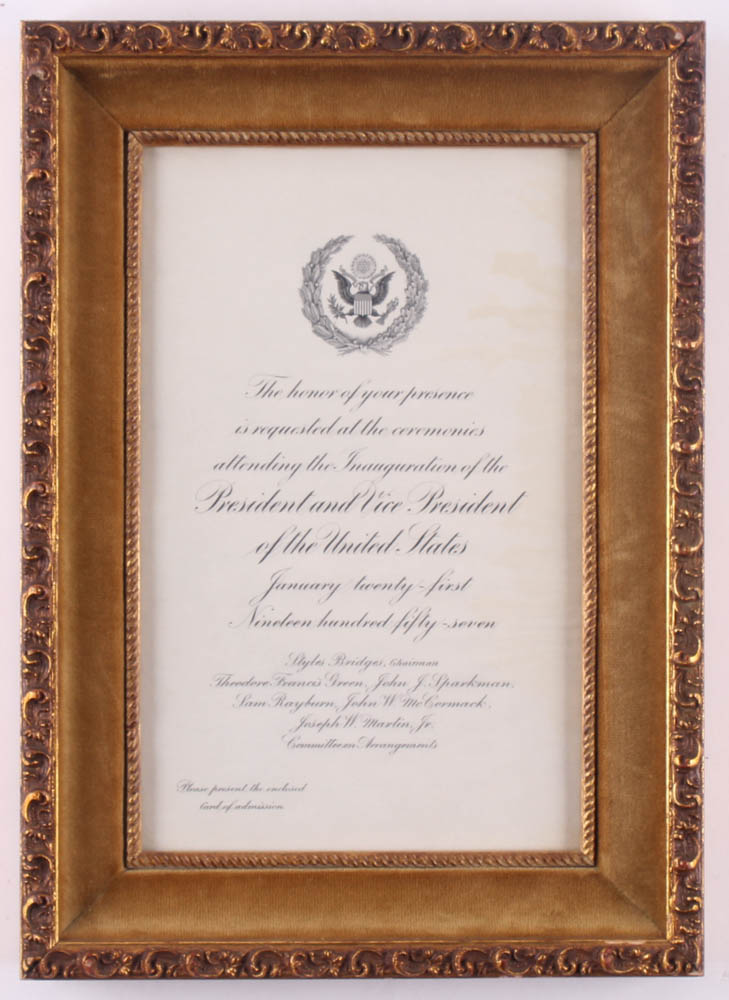 The honor of your presence
is requested at the ceremonies
attending the Inauguration of the
President and Vice President
of the United States
January twenty-first
Nineteen hundred fifty-seven
Styles Bridges, Chairman
Theodore Francis Green, John J. Sparkman,
Sam Rayburn, John W. McCormack,
Joseph W. Martin, Jr.
Committee on Arrangements
Please present the enclosed
card of admission